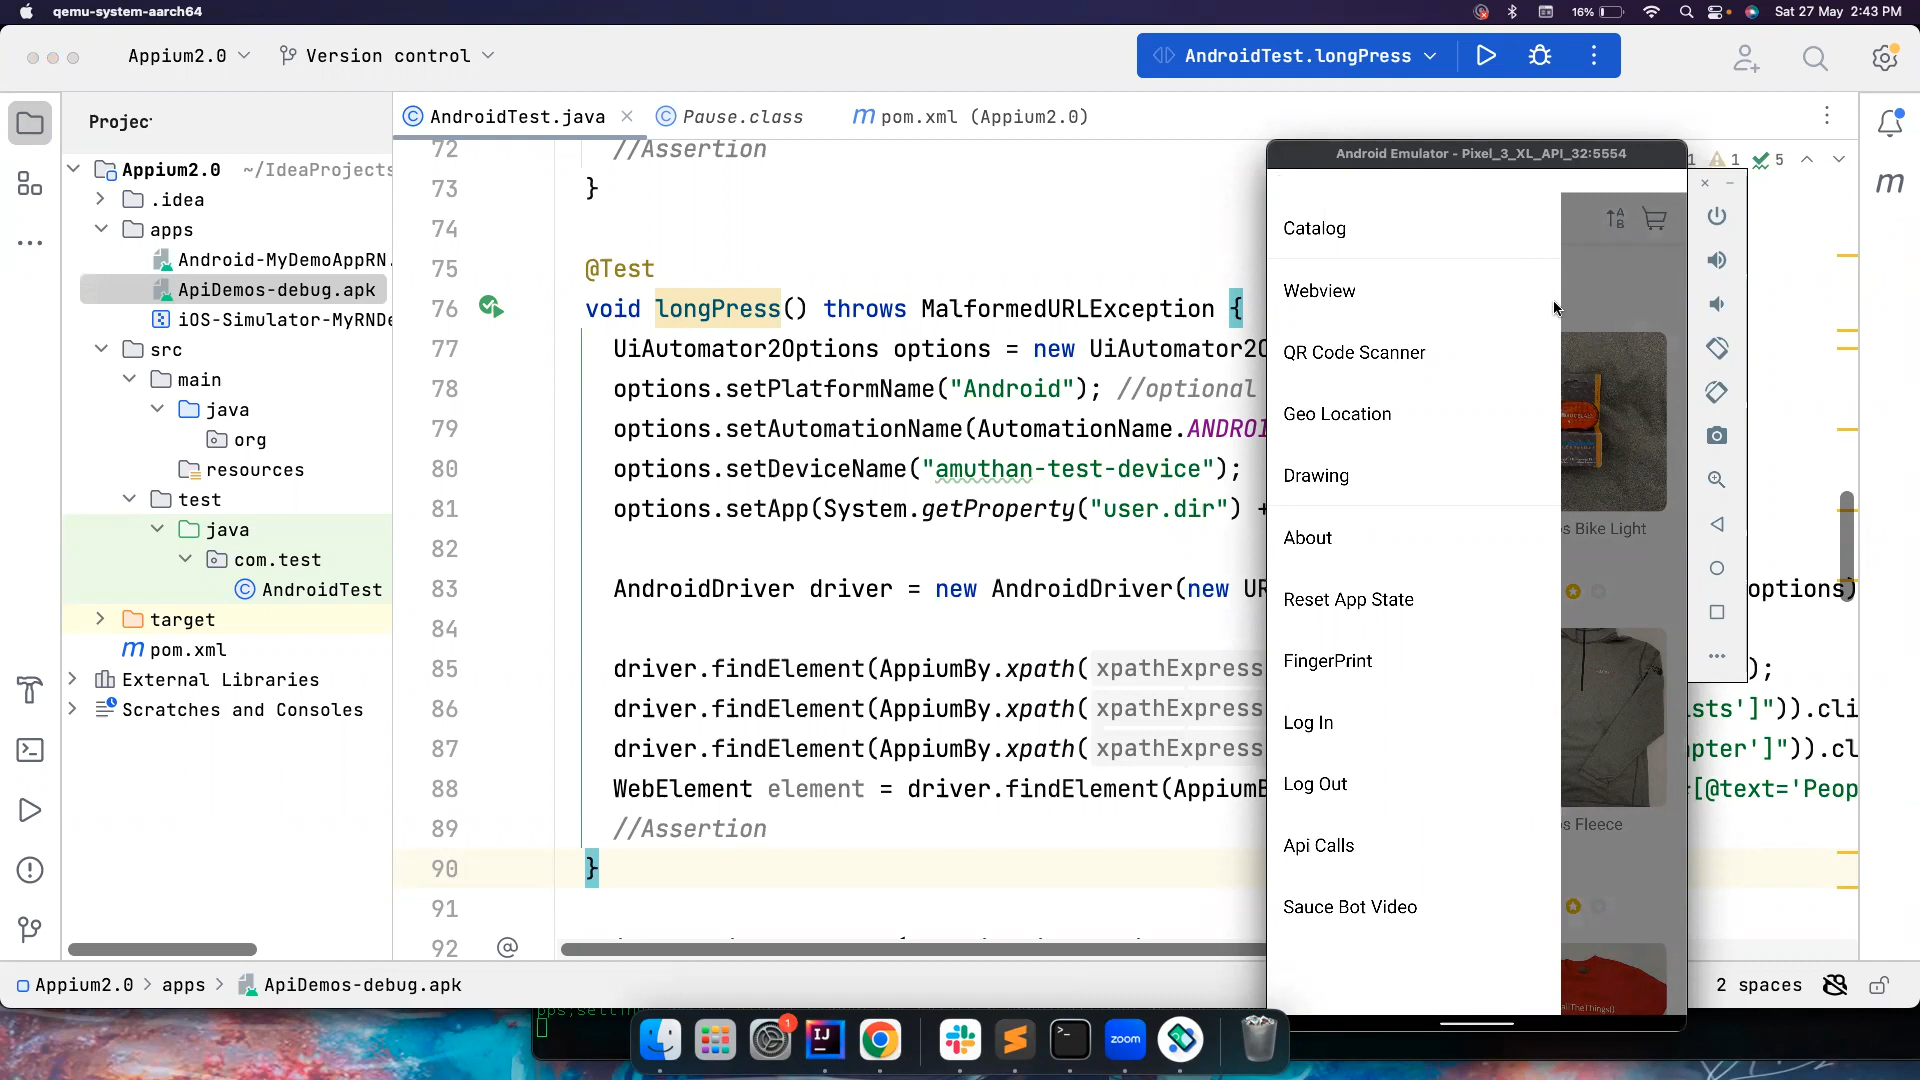 qemu-system-aarch64
16%
Sat 27 May 2:43 PM
Appium2.0
Version control
AndroidTest.longPress
Projec
AndroidTest.java
Pause.class
pom.xml (Appium2.0)
Appium2.0 ~/IdeaProjects
.idea
apps
Android-MyDemoAppRN.
ApiDemos-debug.apk
iOS-Simulator-MyRNDe
src
main
java
org
resources
test
java
com.test
AndroidTest
target
pom.xml
External Libraries
Scratches and Consoles
72 //Assertion
73 }
74
75 @Test
76 void longPress() throws MalformedURLException {
77 UiAutomator2Options options = new UiAutomator2O
78 options.setPlatformName("Android"); //optional
79 options.setAutomationName(AutomationName.ANDROI
80 options.setDeviceName("amuthan-test-device");
81 options.setApp(System.getProperty("user.dir") +
82
83 AndroidDriver driver = new AndroidDriver(new UR options)
84
85 driver.findElement(AppiumBy.xpath( xpathExpress );
86 driver.findElement(AppiumBy.xpath( xpathExpress ists']")).cli
87 driver.findElement(AppiumBy.xpath( xpathExpress apter']")).cl
88 WebElement element = driver.findElement(AppiumB [@text='Peop
89 //Assertion
90 }
91
92 @
1 1 5
m
Android Emulator - Pixel_3_XL_API_32:5554
Catalog
Webview
QR Code Scanner
Geo Location
Drawing
About
Reset App State
FingerPrint
Log In
Log Out
Api Calls
Sauce Bot Video
A
B
s Bike Light
s Fleece
Appium2.0 > apps > ApiDemos-debug.apk
2 spaces
1
IJ
zoom